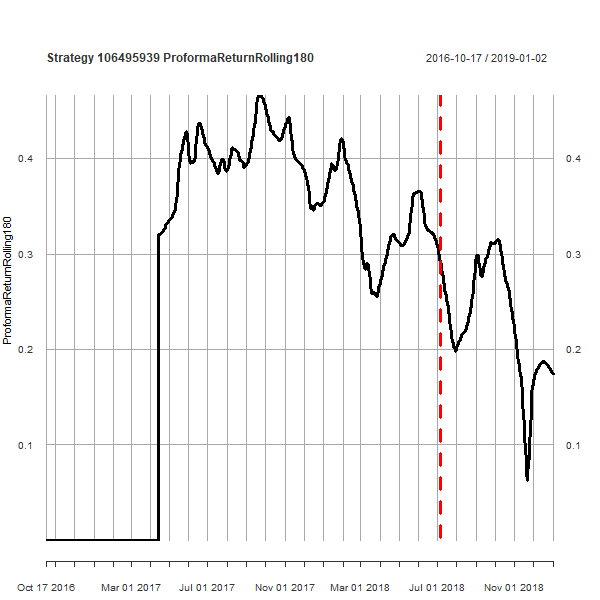 Strategy 106495939 ProformaReturnRolling180
2016-10-17 / 2019-01-02
ProformaReturnRolling180
0.4
0.3
0.2
0.1
0.4
0.3
0.2
0.1
Oct 17 2016
Mar 01 2017
Jul 01 2017
Nov 01 2017
Mar 01 2018
Jul 01 2018
Nov 01 2018